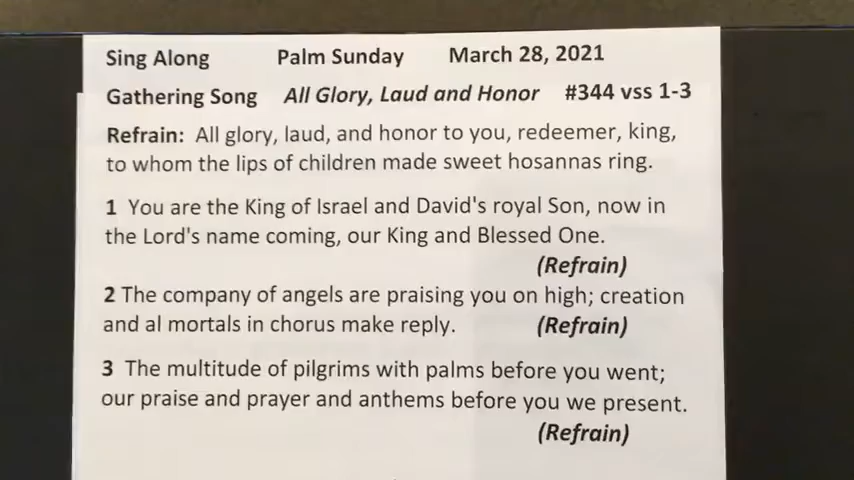 Sing Along Palm Sunday March 28, 2021
Gathering Song All Glory, Laud and Honor #344 vss 1-3
Refrain: All glory, laud, and honor to you, redeemer, king,
to whom the lips of children made sweet hosannas ring.
1 You are the King of Israel and David's royal Son, now in
the Lord's name coming, our King and Blessed One.
(Refrain)
2 The company of angels are praising you on high; creation
and al mortals in chorus make reply. (Refrain)
3 The multitude of pilgrims with palms before you went;
our praise and prayer and anthems before you we present.
(Refrain)